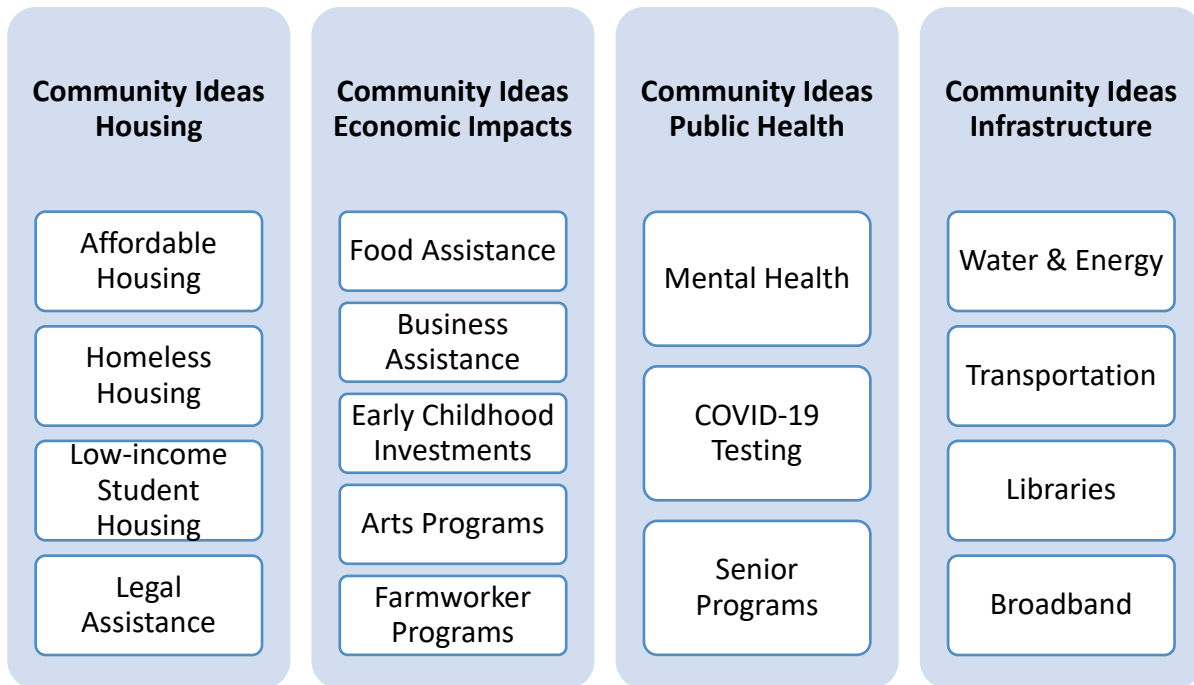 Community Ideas
Housing
Affordable
Housing
Homeless
Housing
Low-income
Student
Housing
Legal
Assistance
Community Ideas
Economic Impacts
Food Assistance
Business
Assistance
Early Childhood
Investments
Arts Programs
Farmworker
Programs
Community Ideas
Public Health
Mental Health
COVID-19
Testing
Senior
Programs
Community Ideas
Infrastructure
Water & Energy
Transportation
Libraries
Broadband